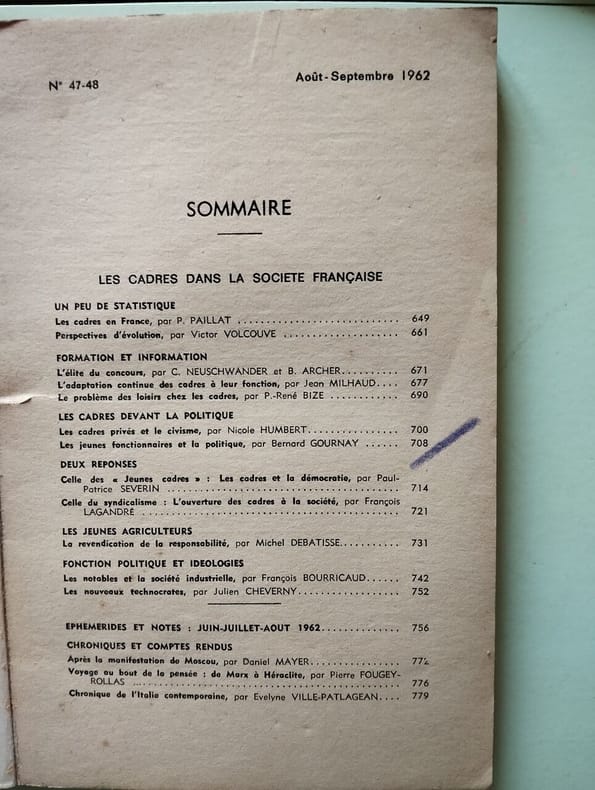 N° 47-48
Août-Septembre 1962
SOMMAIRE
LES CADRES DANS LA SOCIETE FRANÇAISE
UN PEU DE STATISTIQUE
Les cadres en France, par P. PAILLAT .......................... 649
Perspectives d'évolution, par Victor VOLCOUVE .................. 661
FORMATION ET INFORMATION
L'élite du concours, par C. NEUSCHWANDER et B. ARCHER.......... 671
L'adaptation continue des cadres à leur fonction, par Jean MILHAUD.... 677
Le problème des loisirs chez les cadres, par P.-René BIZE ............ 690
LES CADRES DEVANT LA POLITIQUE
Les cadres privés et le civisme, par Nicole HUMBERT................ 700
Les jeunes fonctionnaires et la politique, par Bernard GOURNAY ...... 708
DEUX REPONSES
Celle des « Jeunes cadres » : Les cadres et la démocratie, par Paul-
Patrice SEVERIN ...................................... 714
Celle du syndicalisme : L'ouverture des cadres à la société, par François
LAGANDRÉ .......................................... 721
LES JEUNES AGRICULTEURS
La revendication de la responsabilité, par Michel DEBATISSE.......... 731
FONCTION POLITIQUE ET IDEOLOGIES
Les notables et la société industrielle, par François BOURRICAUD...... 742
Les nouveaux technocrates, par Julien CHEVERNY.................. 752
EPHEMERIDES ET NOTES : JUIN-JUILLET-AOUT 1962.............. 756
CHRONIQUES ET COMPTES RENDUS
Après la manifestation de Moscou, par Daniel MAYER................ 772
Voyage au bout de la pensée : de Marx à Héraclite, par Pierre FOUGEY-
ROLLAS ............................................ 776
Chronique de l'Italie contemporaine, par Evelyne VILLE-PATLAGEAN.... 779